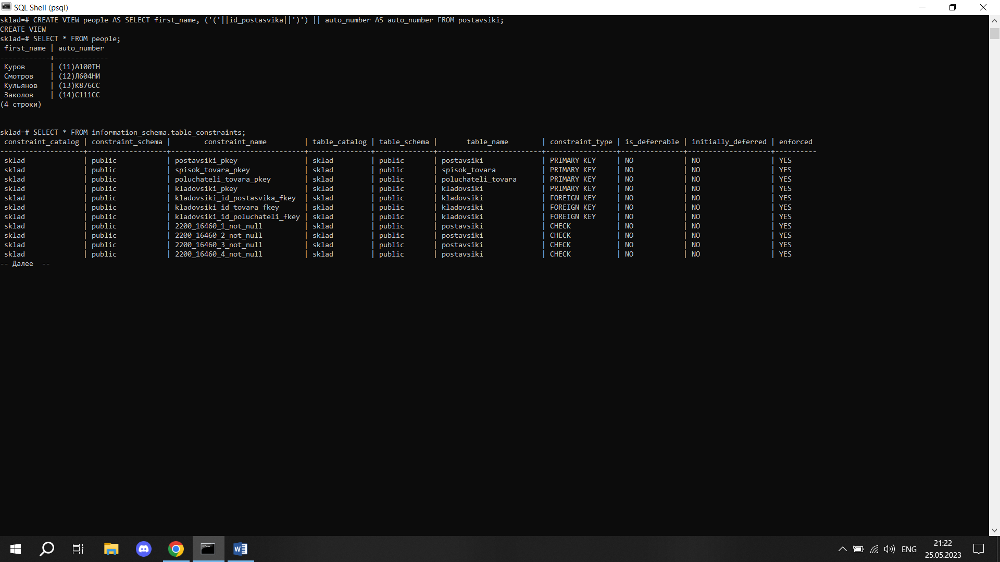 SQL Shell (psql)
sklad=# CREATE VIEW people AS SELECT first_name, ('('||id_postasvika||')') || auto_number AS auto_number FROM postavsiki;
CREATE VIEW
sklad=# SELECT * FROM people;
 first_name | auto_number
------------+-------------
 Куров      | (11)А100ТН
 Смотров    | (12)Л604НИ
 Кульянов   | (13)К876СС
 Заколов    | (14)С111СС
(4 строки)
sklad=# SELECT * FROM information_schema.table_constraints;
 constraint_catalog | constraint_schema |        constraint_name         | table_catalog | table_schema |       table_name        | constraint_type | is_deferrable | initially_deferred | enforced
--------------------+-------------------+--------------------------------+---------------+--------------+-------------------------+-----------------+---------------+--------------------+----------
 sklad              | public            | postavsiki_pkey                | sklad         | public       | postavsiki              | PRIMARY KEY     | NO            | NO                 | YES
 sklad              | public            | spisok_tovara_pkey             | sklad         | public       | spisok_tovara           | PRIMARY KEY     | NO            | NO                 | YES
 sklad              | public            | poluchateli_tovara_pkey        | sklad         | public       | poluchateli_tovara      | PRIMARY KEY     | NO            | NO                 | YES
 sklad              | public            | kladovsiki_pkey                | sklad         | public       | kladovsiki              | PRIMARY KEY     | NO            | NO                 | YES
 sklad              | public            | kladovsiki_id_postasvika_fkey  | sklad         | public       | kladovsiki              | FOREIGN KEY     | NO            | NO                 | YES
 sklad              | public            | kladovsiki_id_tovara_fkey      | sklad         | public       | kladovsiki              | FOREIGN KEY     | NO            | NO                 | YES
 sklad              | public            | kladovsiki_id_poluchateli_fkey | sklad         | public       | kladovsiki              | FOREIGN KEY     | NO            | NO                 | YES
 sklad              | public            | 2200_16460_1_not_null          | sklad         | public       | postavsiki              | CHECK           | NO            | NO                 | YES
 sklad              | public            | 2200_16460_2_not_null          | sklad         | public       | postavsiki              | CHECK           | NO            | NO                 | YES
 sklad              | public            | 2200_16460_3_not_null          | sklad         | public       | postavsiki              | CHECK           | NO            | NO                 | YES
 sklad              | public            | 2200_16460_4_not_null          | sklad         | public       | postavsiki              | CHECK           | NO            | NO                 | YES
-- Далее  --
ENG
21:22
25.05.2023